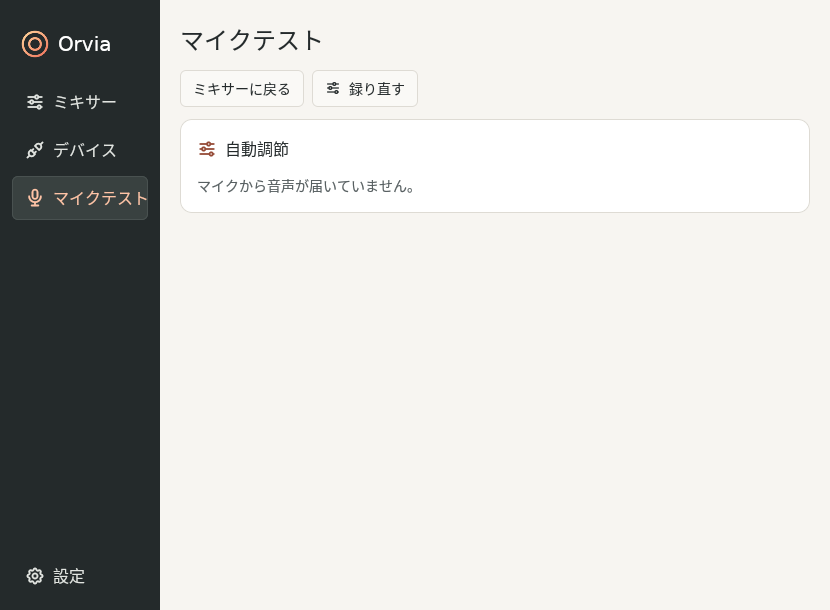 Orvia
ミキサー
デバイス
マイクテスト
設定
マイクテスト
ミキサーに戻る
録り直す
自動調節
マイクから音声が届いていません。